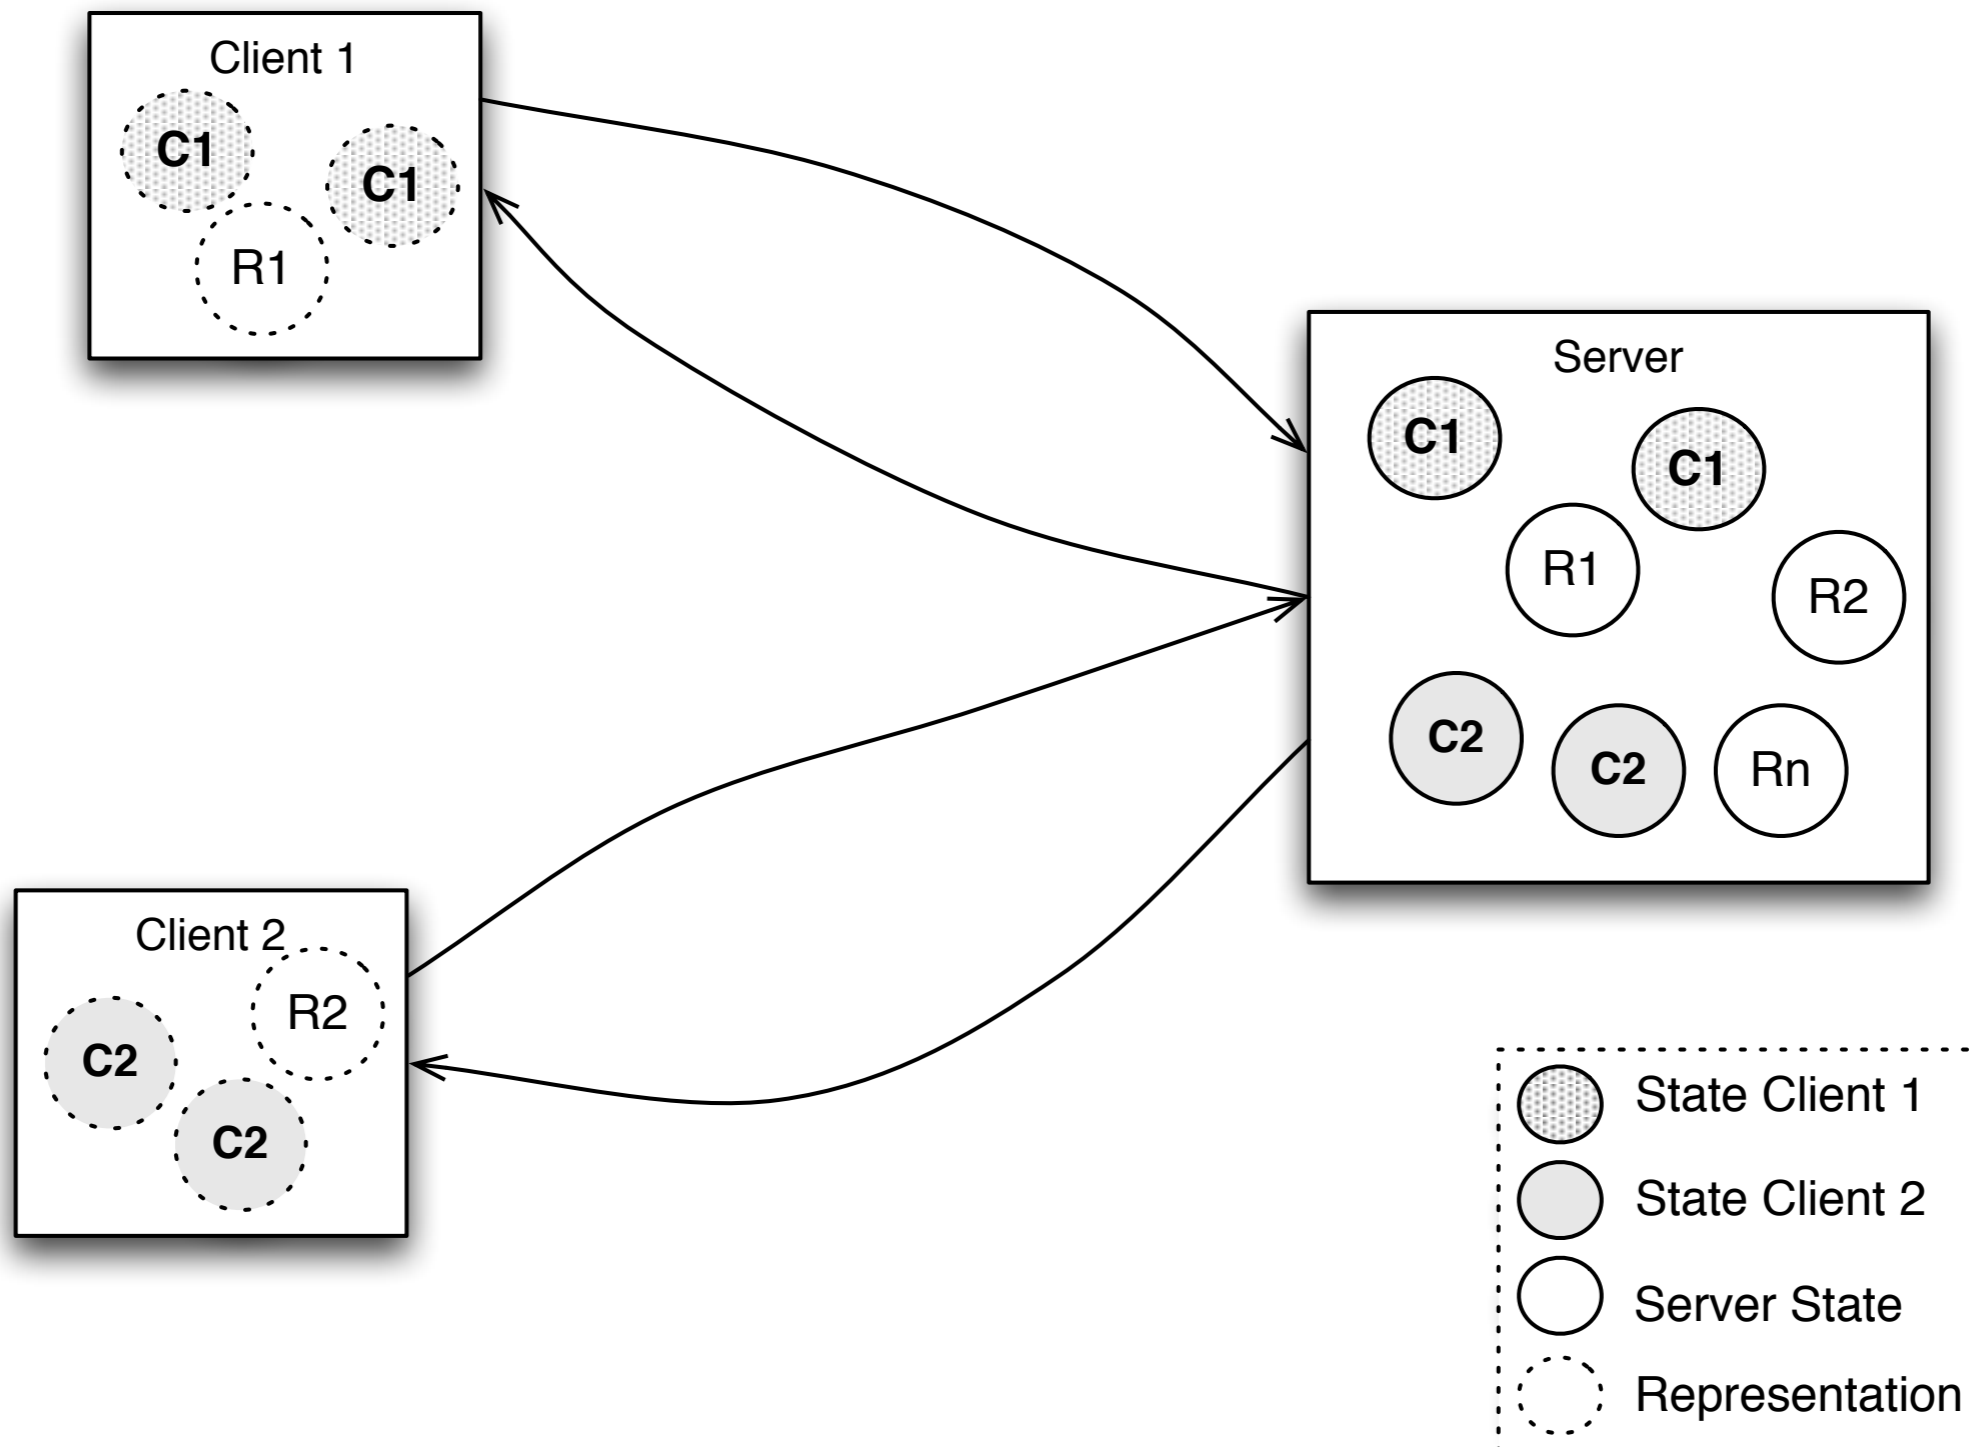 Client 1
C1
C1
R1
Server
C1
C1
R1
R2
C2
C2
Rn
Client 2
R2
C2
C2
State Client 1
State Client 2
Server State
Representation